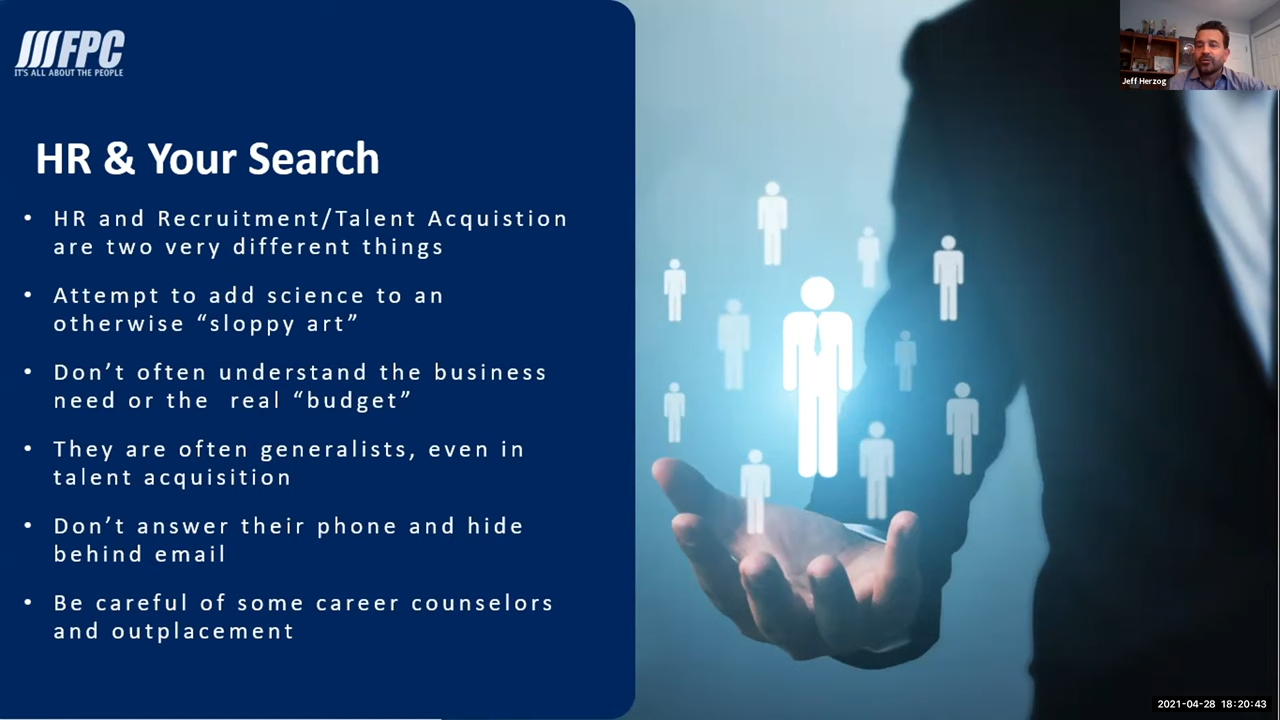 FPC
IT'S ALL ABOUT THE PEOPLE
Jeff Herzog
HR & Your Search
• HR and Recruitment/Talent Acquistion
are two very different things
• Attempt to add science to an
otherwise “sloppy art”
• Don’t often understand the business
need or the real “budget”
• They are often generalists, even in
talent acquisition
• Don’t answer their phone and hide
behind email
• Be careful of some career counselors
and outplacement
2021-04-28 18:20:43